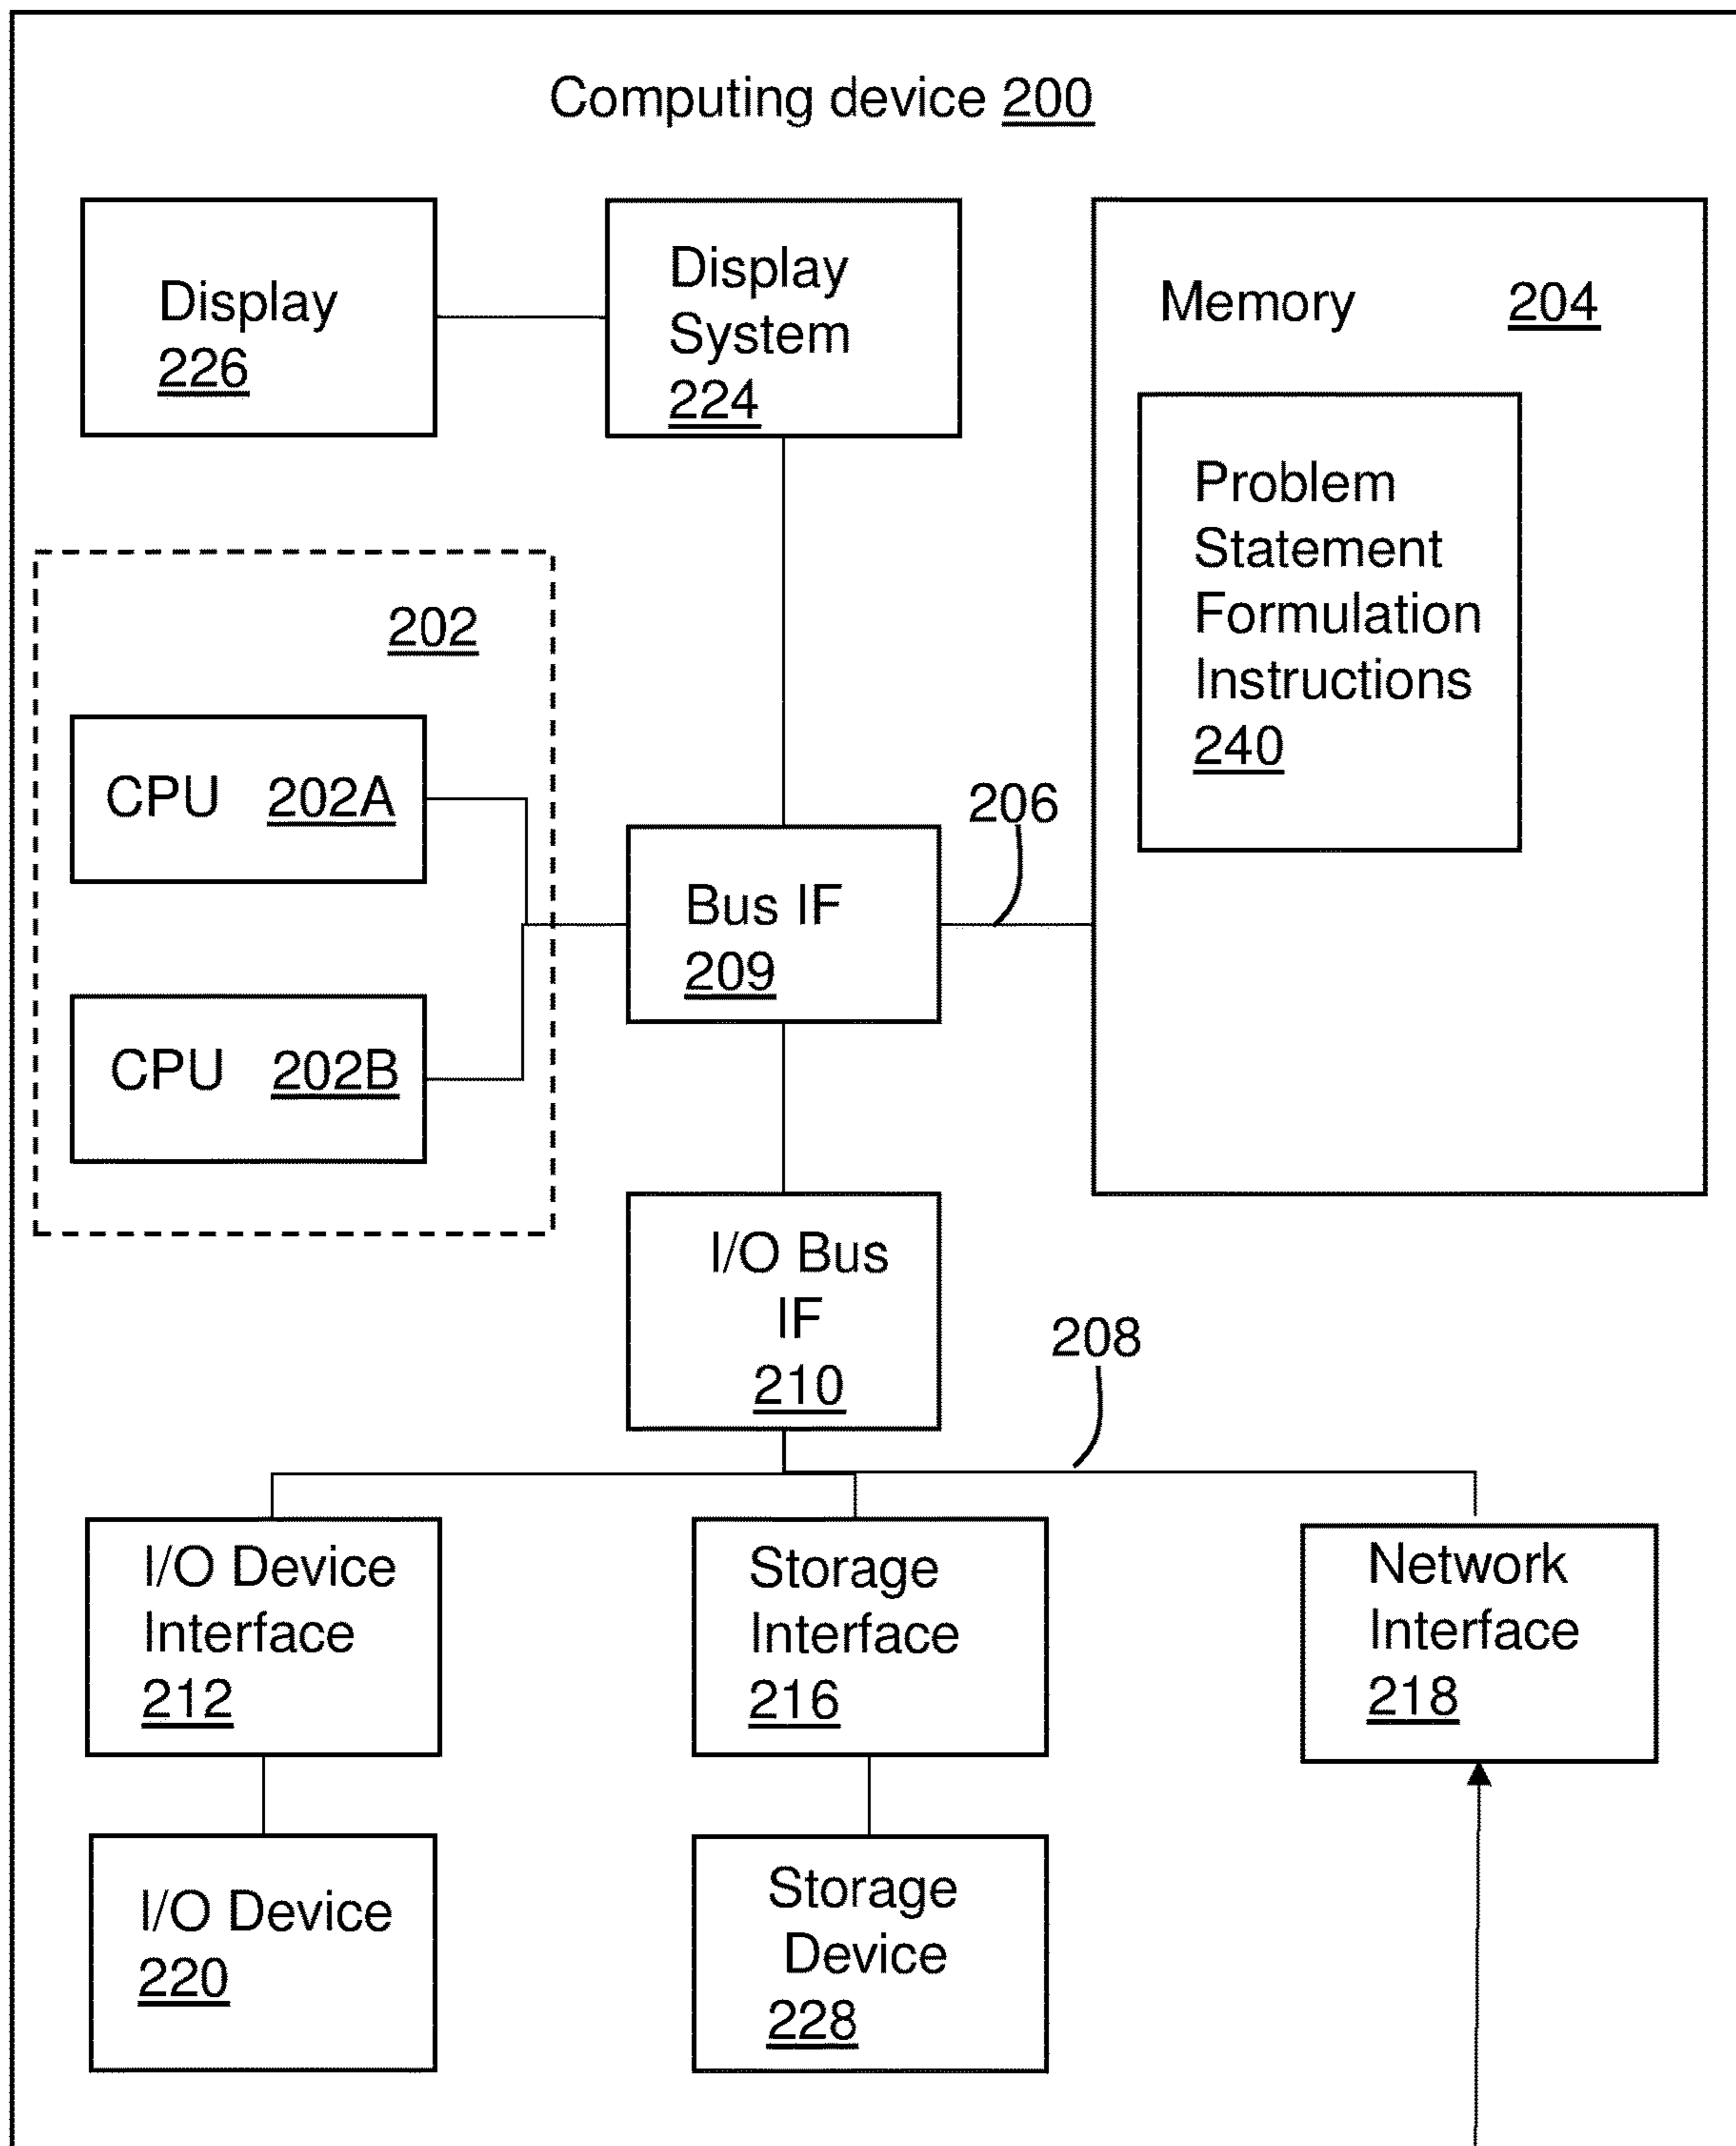 Computing device 200
Display
226
Display
System
224
Memory 204
Problem
Statement
Formulation
Instructions
240
202
CPU 202A
CPU 202B
206
Bus IF
209
I/O Bus
IF
210
208
I/O Device
Interface
212
Storage
Interface
216
Network
Interface
218
I/O Device
220
Storage
Device
228